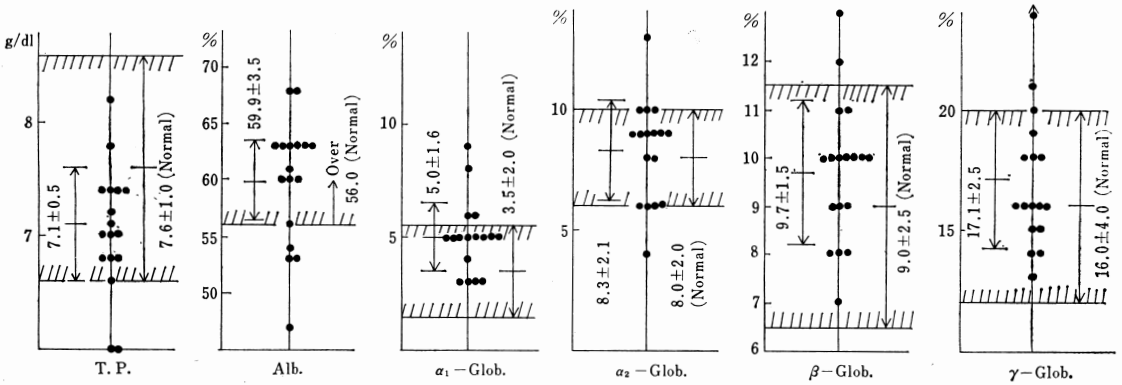 g/dl
8
7
7.1±0.5
7.6±1.0 (Normal)
T. P.
%
70
65
60
55
50
59.9±3.5
Over
56.0 (Normal)
Alb.
%
10
5
5.0±1.6
3.5±2.0 (Normal)
α₁-Glob.
%
10
5
8.3±2.1
8.0±2.0
(Normal)
α₂-Glob.
%
12
11
10
9
8
7
6
9.7±1.5
9.0±2.5 (Normal)
β-Glob.
%
20
15
17.1±2.5
16.0±4.0 (Normal)
γ-Glob.